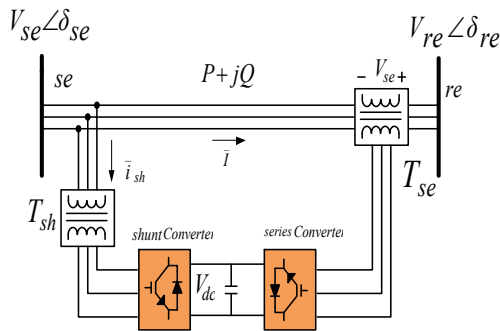 V_se∠δ_se
V_re∠δ_re
se
P+jQ
− V_se +
re
Ī
ī_sh
T_sh
T_se
shunt Converter
series Converter
V_dc